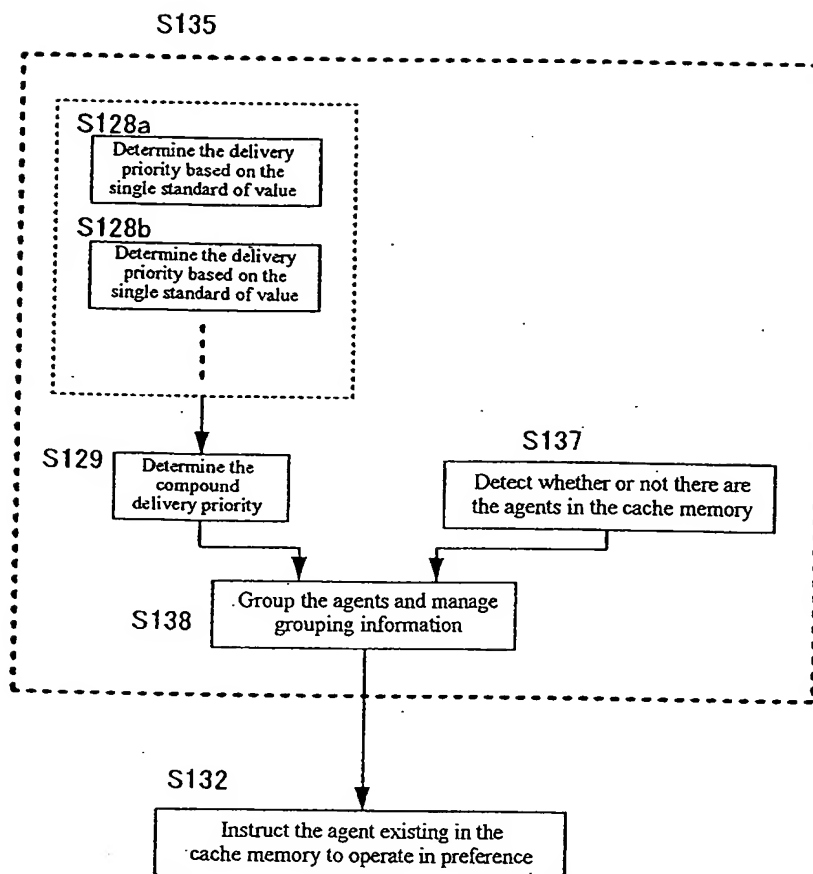 S135
S128a
Determine the delivery
priority based on the
single standard of value
S128b
Determine the delivery
priority based on the
single standard of value
S129
Determine the
compound
delivery priority
S137
Detect whether or not there are
the agents in the cache memory
S138
Group the agents and manage
grouping information
S132
Instruct the agent existing in the
cache memory to operate in preference